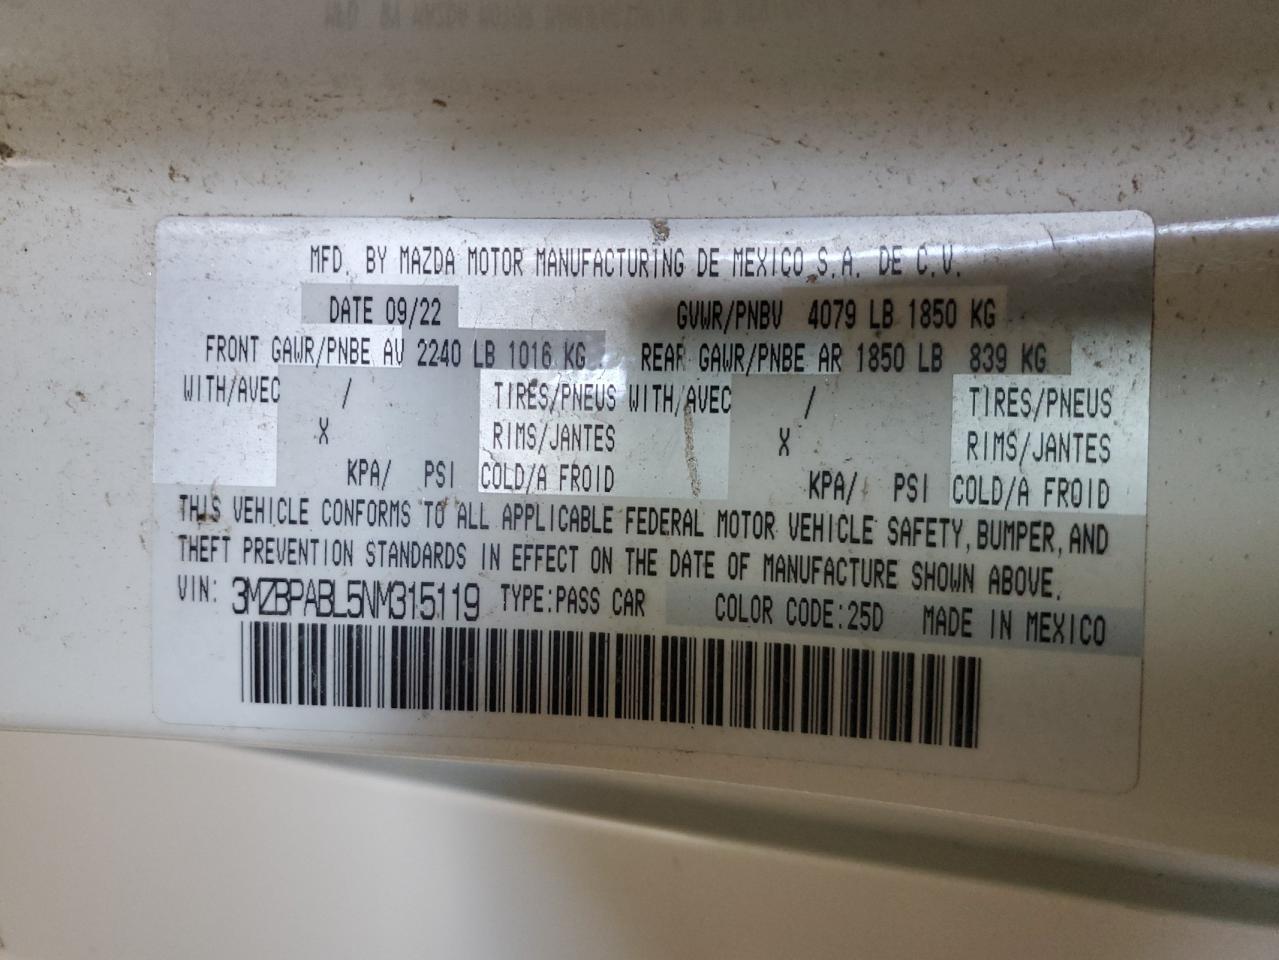 MFD. BY MAZDA MOTOR MANUFACTURING DE MEXICO S.A. DE C.V.
DATE 09/22 GVWR/PNBV 4079 LB 1850 KG
FRONT GAWR/PNBE AV 2240 LB 1016 KG REAR GAWR/PNBE AR 1850 LB 839 KG
WITH/AVEC / TIRES/PNEUS WITH/AVEC / TIRES/PNEUS
X RIMS/JANTES X RIMS/JANTES
KPA/ PSI COLD/A FROID KPA/ PSI COLD/A FROID
THIS VEHICLE CONFORMS TO ALL APPLICABLE FEDERAL MOTOR VEHICLE SAFETY, BUMPER, AND
THEFT PREVENTION STANDARDS IN EFFECT ON THE DATE OF MANUFACTURE SHOWN ABOVE.
VIN: 3MZBPABL5NM315119 TYPE:PASS CAR COLOR CODE:25D MADE IN MEXICO